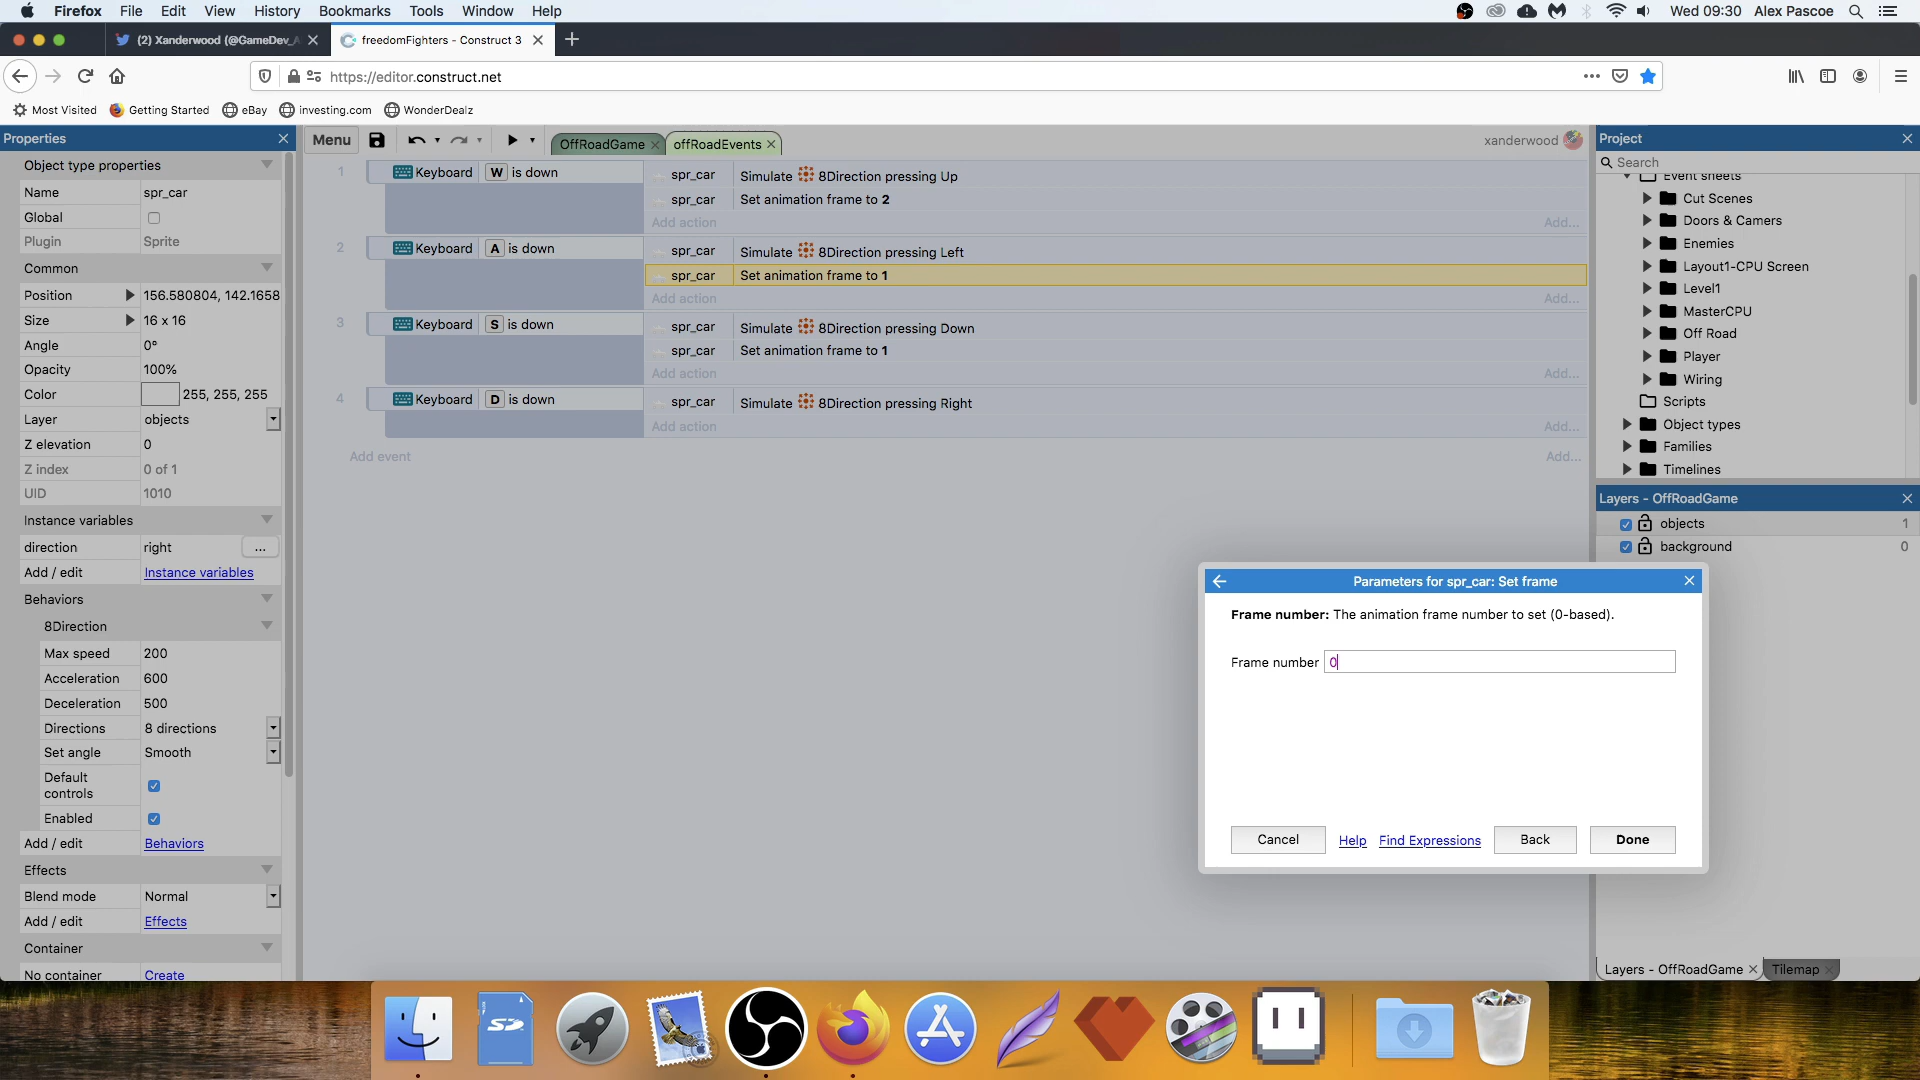 Firefox File Edit View History Bookmarks Tools Window Help Wed 09:30 Alex Pascoe
(2) Xanderwood (@GameDev_A freedomFighters - Construct 3
https://editor.construct.net
Most Visited Getting Started eBay investing.com WonderDealz
Properties
Object type properties
Name spr_car
Global
Plugin Sprite
Common
Position 156.580804, 142.1658
Size 16 x 16
Angle 0°
Opacity 100%
Color 255, 255, 255
Layer objects
Z elevation 0
Z index 0 of 1
UID 1010
Instance variables
direction right ...
Add / edit Instance variables
Behaviors
8Direction
Max speed 200
Acceleration 600
Deceleration 500
Directions 8 directions
Set angle Smooth
Default controls
Enabled
Add / edit Behaviors
Effects
Blend mode Normal
Add / edit Effects
Container
No container Create
Menu OffRoadGame offRoadEvents xanderwood
1 Keyboard W is down spr_car Simulate 8Direction pressing Up
spr_car Set animation frame to 2
Add action Add...
2 Keyboard A is down spr_car Simulate 8Direction pressing Left
spr_car Set animation frame to 1
Add action Add...
3 Keyboard S is down spr_car Simulate 8Direction pressing Down
spr_car Set animation frame to 1
Add action Add...
4 Keyboard D is down spr_car Simulate 8Direction pressing Right
Add action Add...
Add event Add...
Parameters for spr_car: Set frame
Frame number: The animation frame number to set (0-based).
Frame number 0
Cancel Help Find Expressions Back Done
Project
Search
Event sheets
Cut Scenes
Doors & Camers
Enemies
Layout1-CPU Screen
Level1
MasterCPU
Off Road
Player
Wiring
Scripts
Object types
Families
Timelines
Layers - OffRoadGame
objects 1
background 0
Layers - OffRoadGame Tilemap
SD